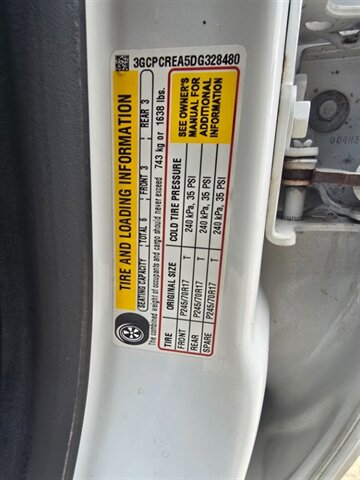 3GCPCREA5DG328480
TIRE AND LOADING INFORMATION
SEATING CAPACITY TOTAL 6 FRONT 3 REAR 3
The combined weight of occupants and cargo should never exceed 743 kg or 1638 lbs.
TIRE ORIGINAL SIZE COLD TIRE PRESSURE
FRONT P245/70R17 T 240 kPa, 35 PSI
REAR P245/70R17 T 240 kPa, 35 PSI
SPARE P245/70R17 T 240 kPa, 35 PSI
SEE OWNER'S
MANUAL FOR
ADDITIONAL
INFORMATION